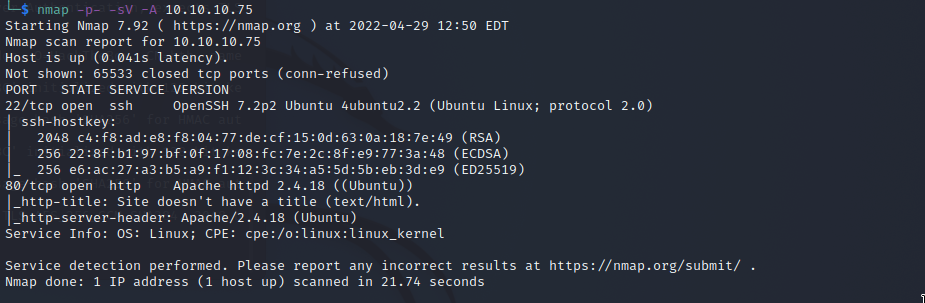 └─$ nmap -p- -sV -A 10.10.10.75
Starting Nmap 7.92 ( https://nmap.org ) at 2022-04-29 12:50 EDT
Nmap scan report for 10.10.10.75
Host is up (0.041s latency).
Not shown: 65533 closed tcp ports (conn-refused)
PORT   STATE SERVICE VERSION
22/tcp open  ssh     OpenSSH 7.2p2 Ubuntu 4ubuntu2.2 (Ubuntu Linux; protocol 2.0)
| ssh-hostkey:
|   2048 c4:f8:ad:e8:f8:04:77:de:cf:15:0d:63:0a:18:7e:49 (RSA)
|   256 22:8f:b1:97:bf:0f:17:08:fc:7e:2c:8f:e9:77:3a:48 (ECDSA)
|_  256 e6:ac:27:a3:b5:a9:f1:12:3c:34:a5:5d:5b:eb:3d:e9 (ED25519)
80/tcp open  http    Apache httpd 2.4.18 ((Ubuntu))
|_http-title: Site doesn't have a title (text/html).
|_http-server-header: Apache/2.4.18 (Ubuntu)
Service Info: OS: Linux; CPE: cpe:/o:linux:linux_kernel

Service detection performed. Please report any incorrect results at https://nmap.org/submit/ .
Nmap done: 1 IP address (1 host up) scanned in 21.74 seconds